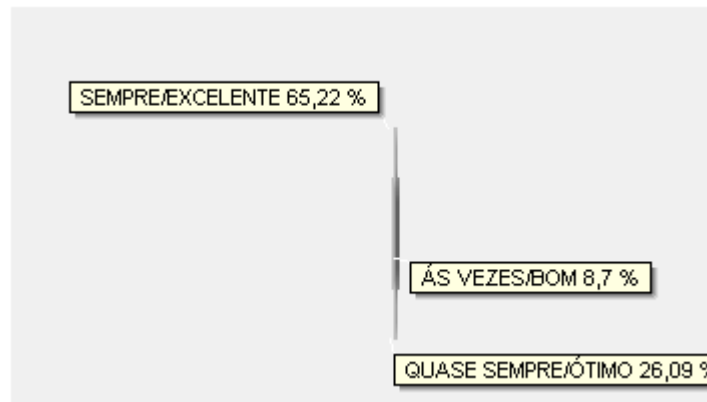 SEMPRE/EXCELENTE 65,22 %
ÁS VEZES/BOM 8,7 %
QUASE SEMPRE/ÓTIMO 26,09 %